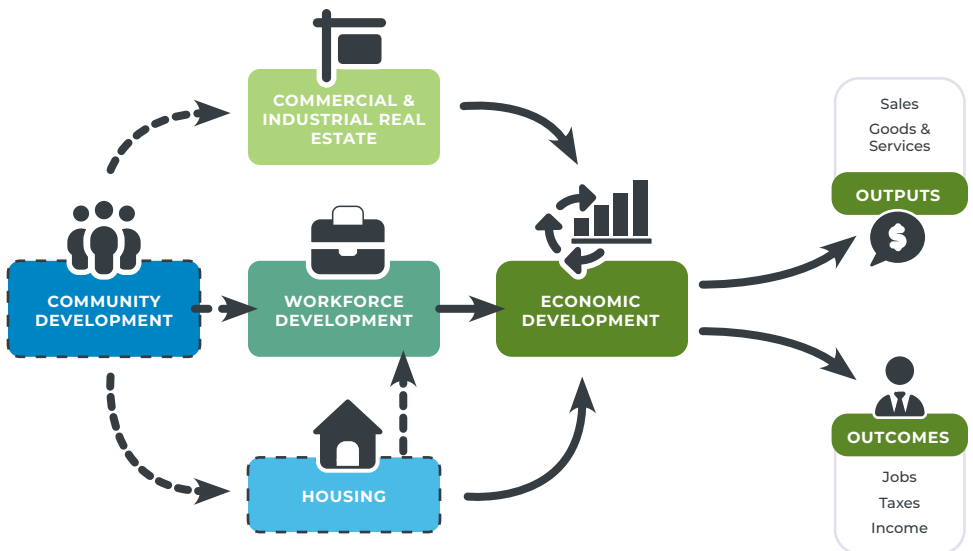 COMMERCIAL &
INDUSTRIAL REAL
ESTATE
COMMUNITY
DEVELOPMENT
WORKFORCE
DEVELOPMENT
ECONOMIC
DEVELOPMENT
HOUSING
Sales
Goods &
Services
OUTPUTS
$
OUTCOMES
Jobs
Taxes
Income